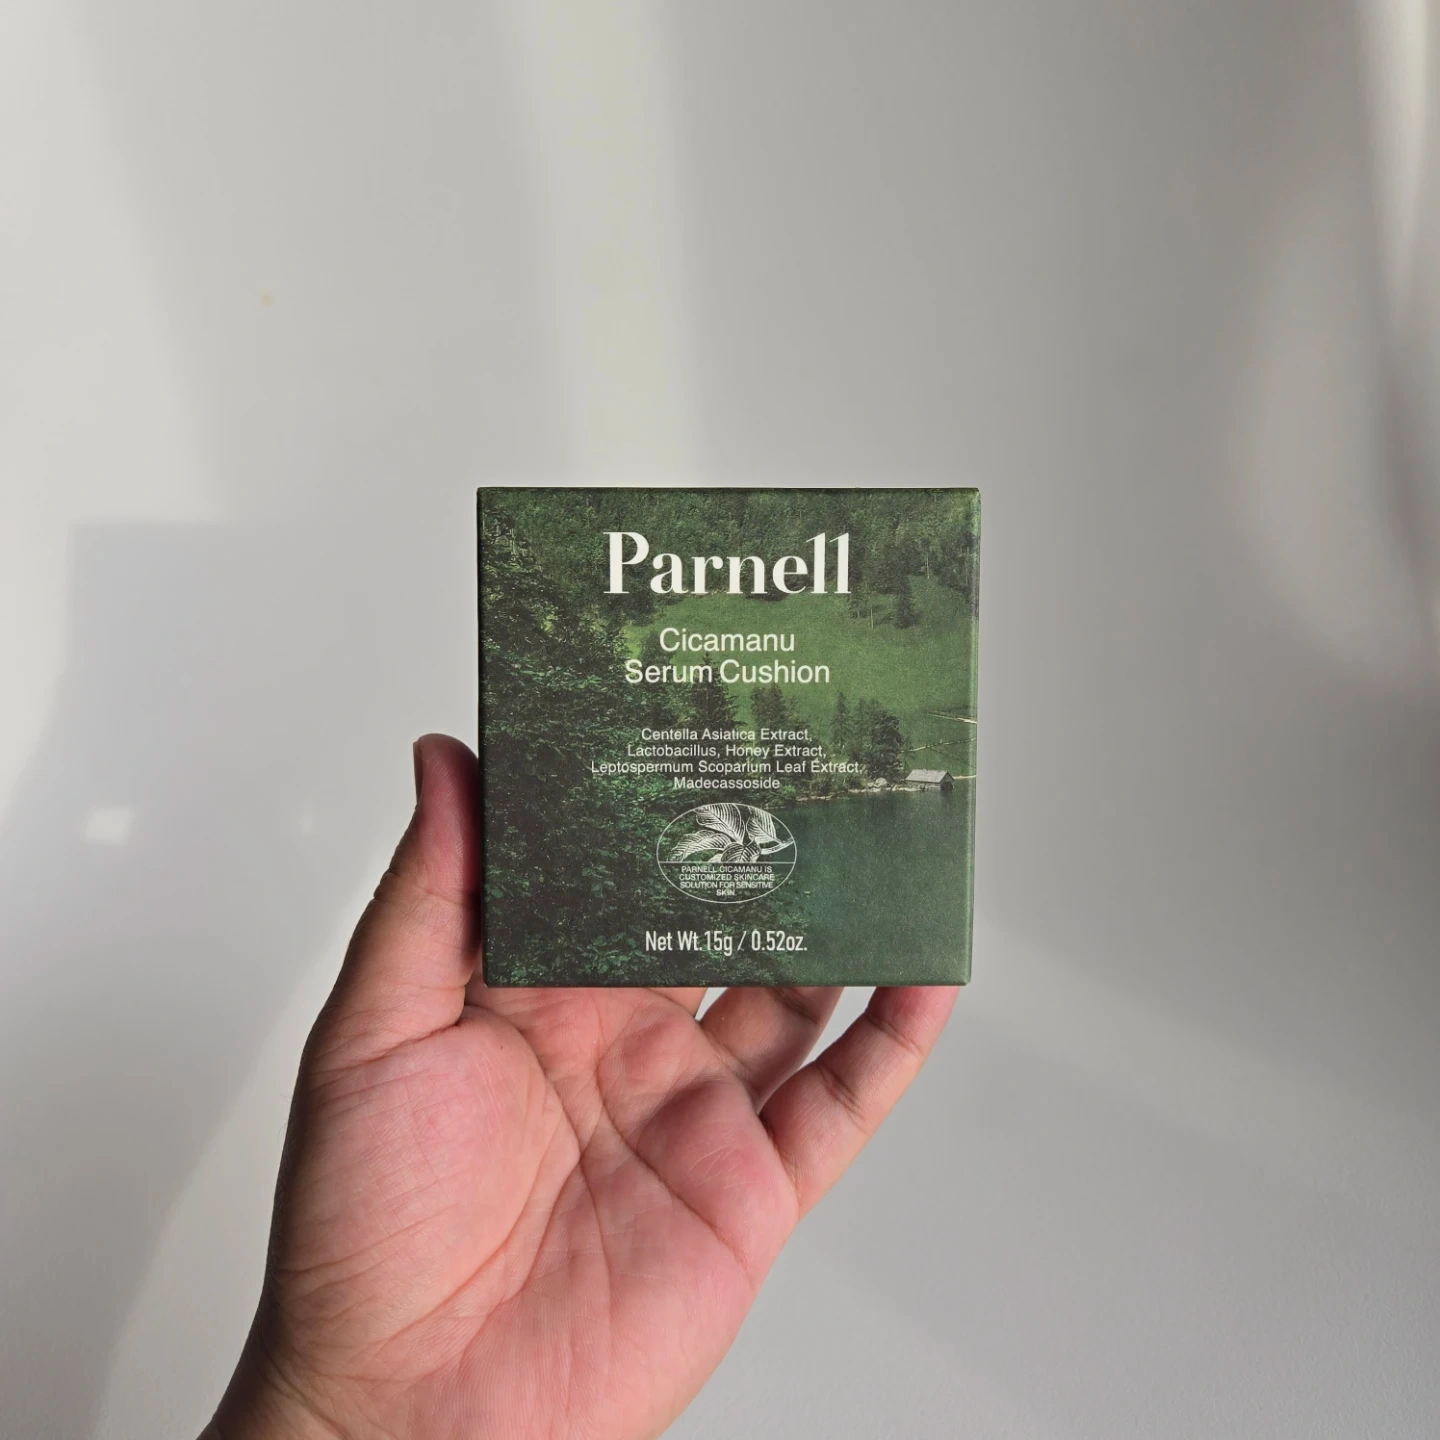 Parnell
Cicamanu
Serum Cushion
Centella Asiatica Extract,
Lactobacillus, Honey Extract,
Leptospermum Scoparium Leaf Extract.
Madecassoside
PARNELL CICAMANU IS
CUSTOMIZED SKINCARE
SOLUTION FOR SENSITIVE
SKIN.
Net Wt.15g / 0.52oz.